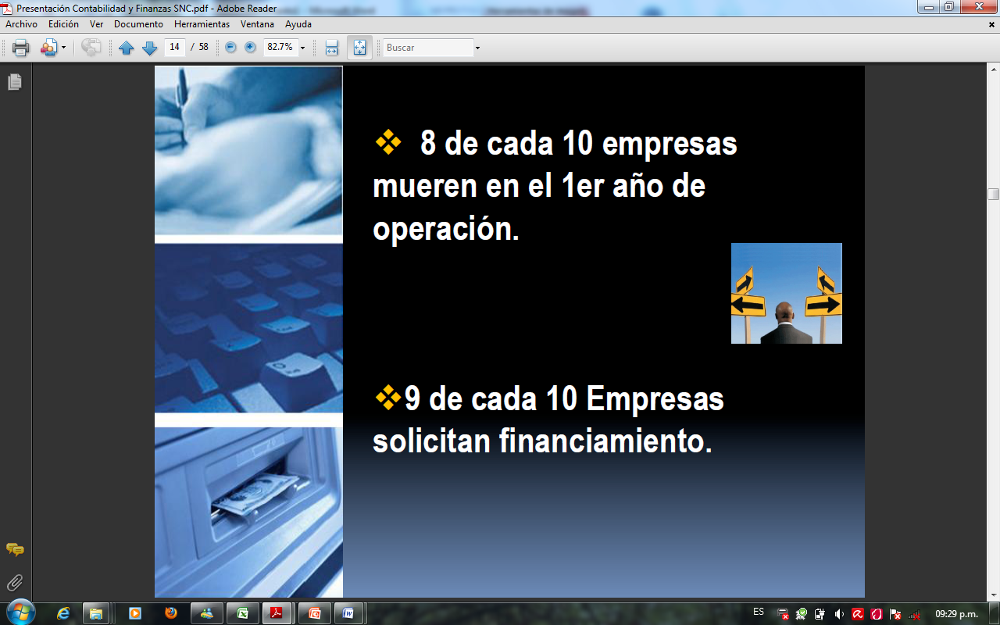 Presentación Contabilidad y Finanzas SNC.pdf - Adobe Reader
Archivo Edición Ver Documento Herramientas Ventana Ayuda
14 / 58 82.7% Buscar
❖ 8 de cada 10 empresas
mueren en el 1er año de
operación.
❖9 de cada 10 Empresas
solicitan financiamiento.
ES 09:29 p.m.